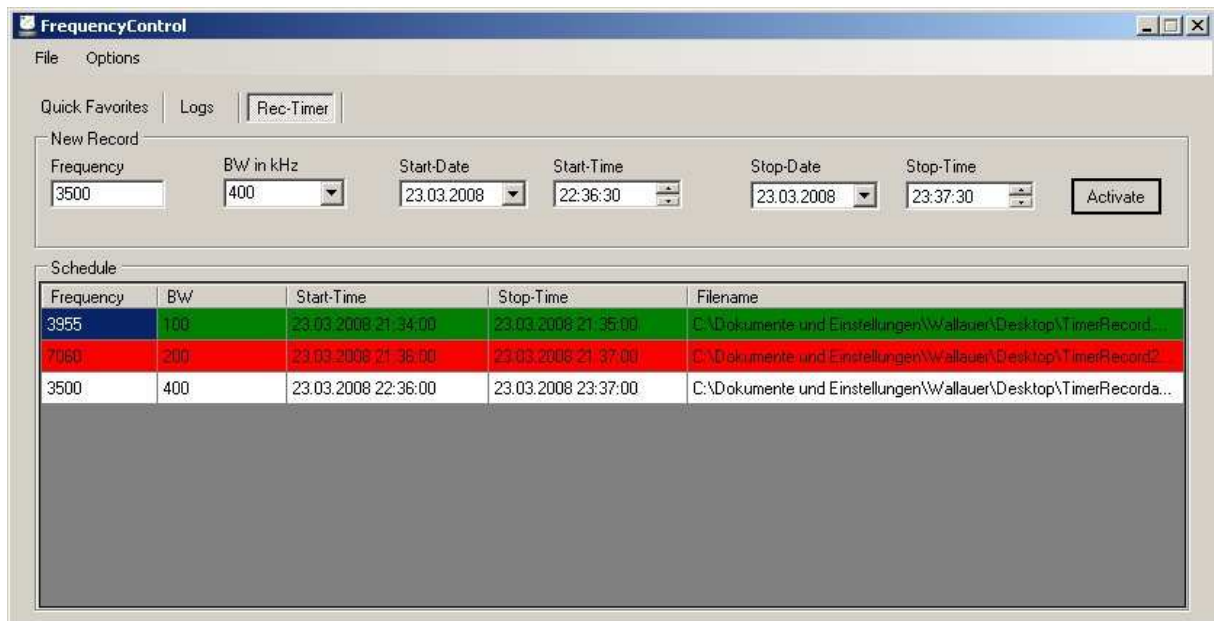 FrequencyControl
File Options
Quick Favorites Logs Rec-Timer
New Record
Frequency BW in kHz Start-Date Start-Time Stop-Date Stop-Time
3500 400 23.03.2008 22:36:30 23.03.2008 23:37:30 Activate
Schedule
Frequency BW Start-Time Stop-Time Filename
3955 100 23.03.2008 21:34:00 23.03.2008 21:35:00 C:\Dokumente und Einstellungen\Wallauer\Desktop\TimerRecord....
7060 200 23.03.2008 21:36:00 23.03.2008 21:37:00 C:\Dokumente und Einstellungen\Wallauer\Desktop\TimerRecord2...
3500 400 23.03.2008 22:36:00 23.03.2008 23:37:00 C:\Dokumente und Einstellungen\Wallauer\Desktop\TimerRecorda...